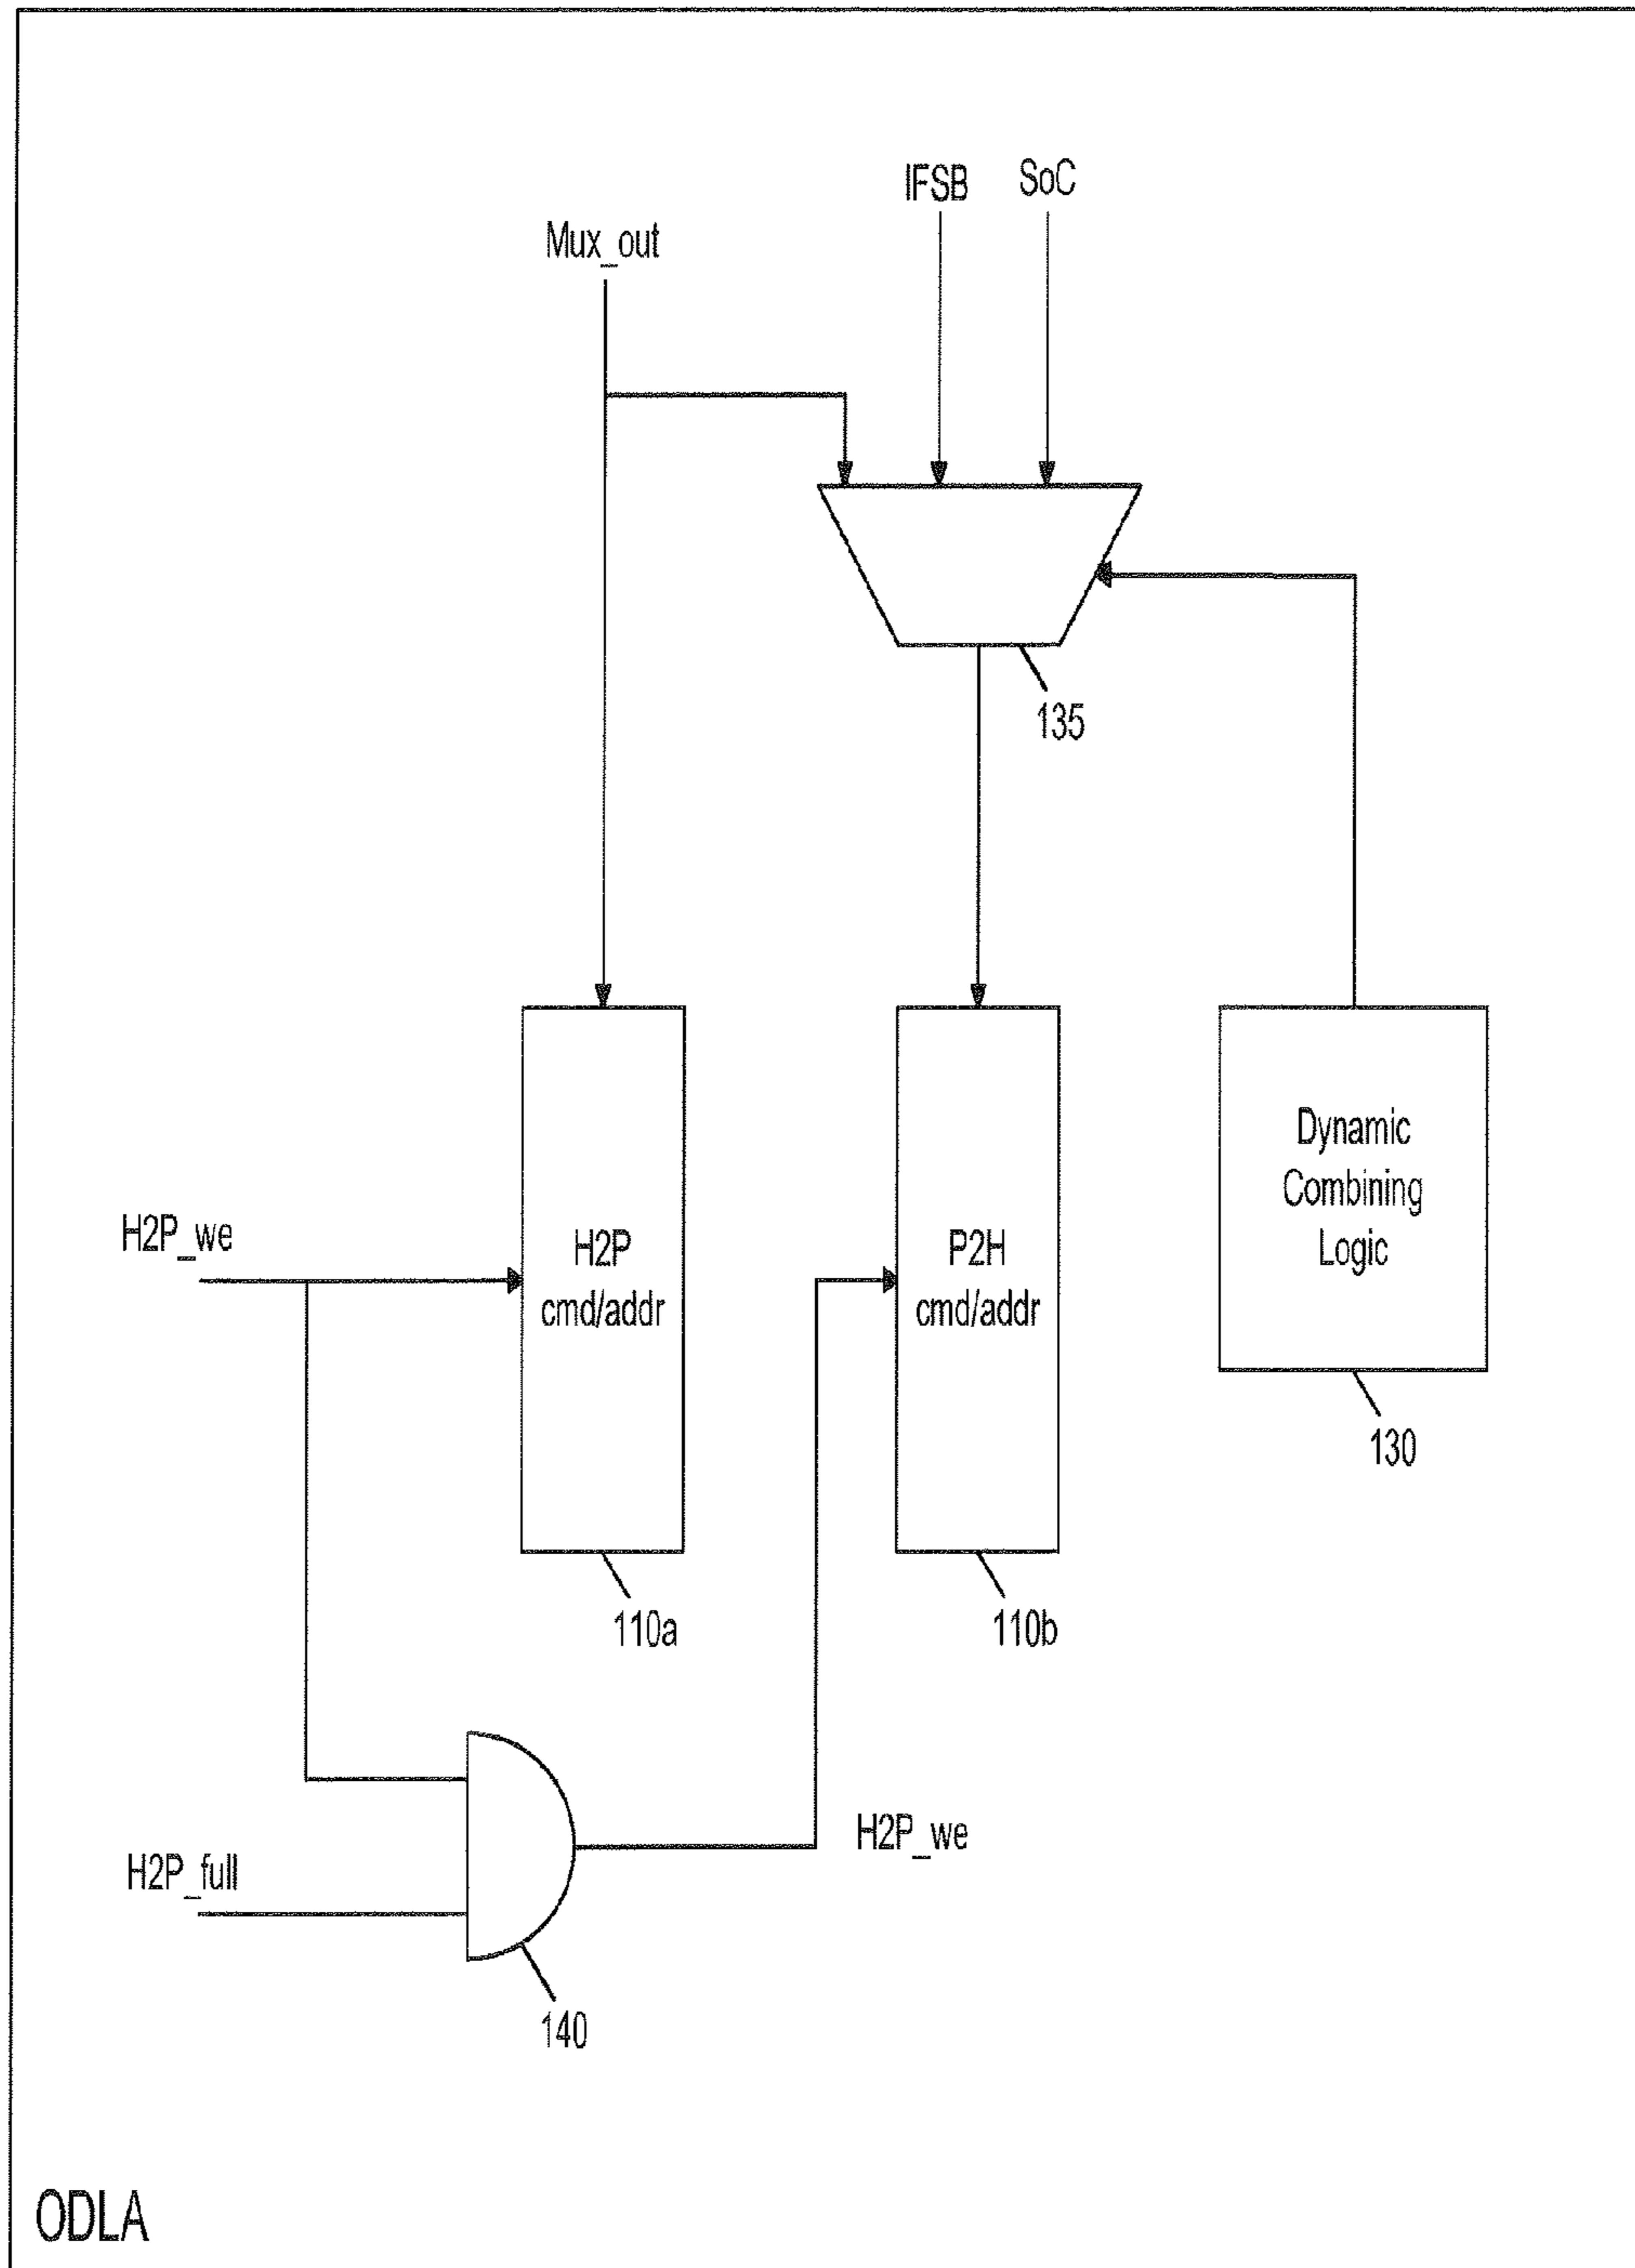 IFSB
SoC
Mux_out
135
Dynamic
Combining
Logic
H2P_we
H2P
cmd/addr
P2H
cmd/addr
130
110a
110b
H2P_we
H2P_full
140
ODLA